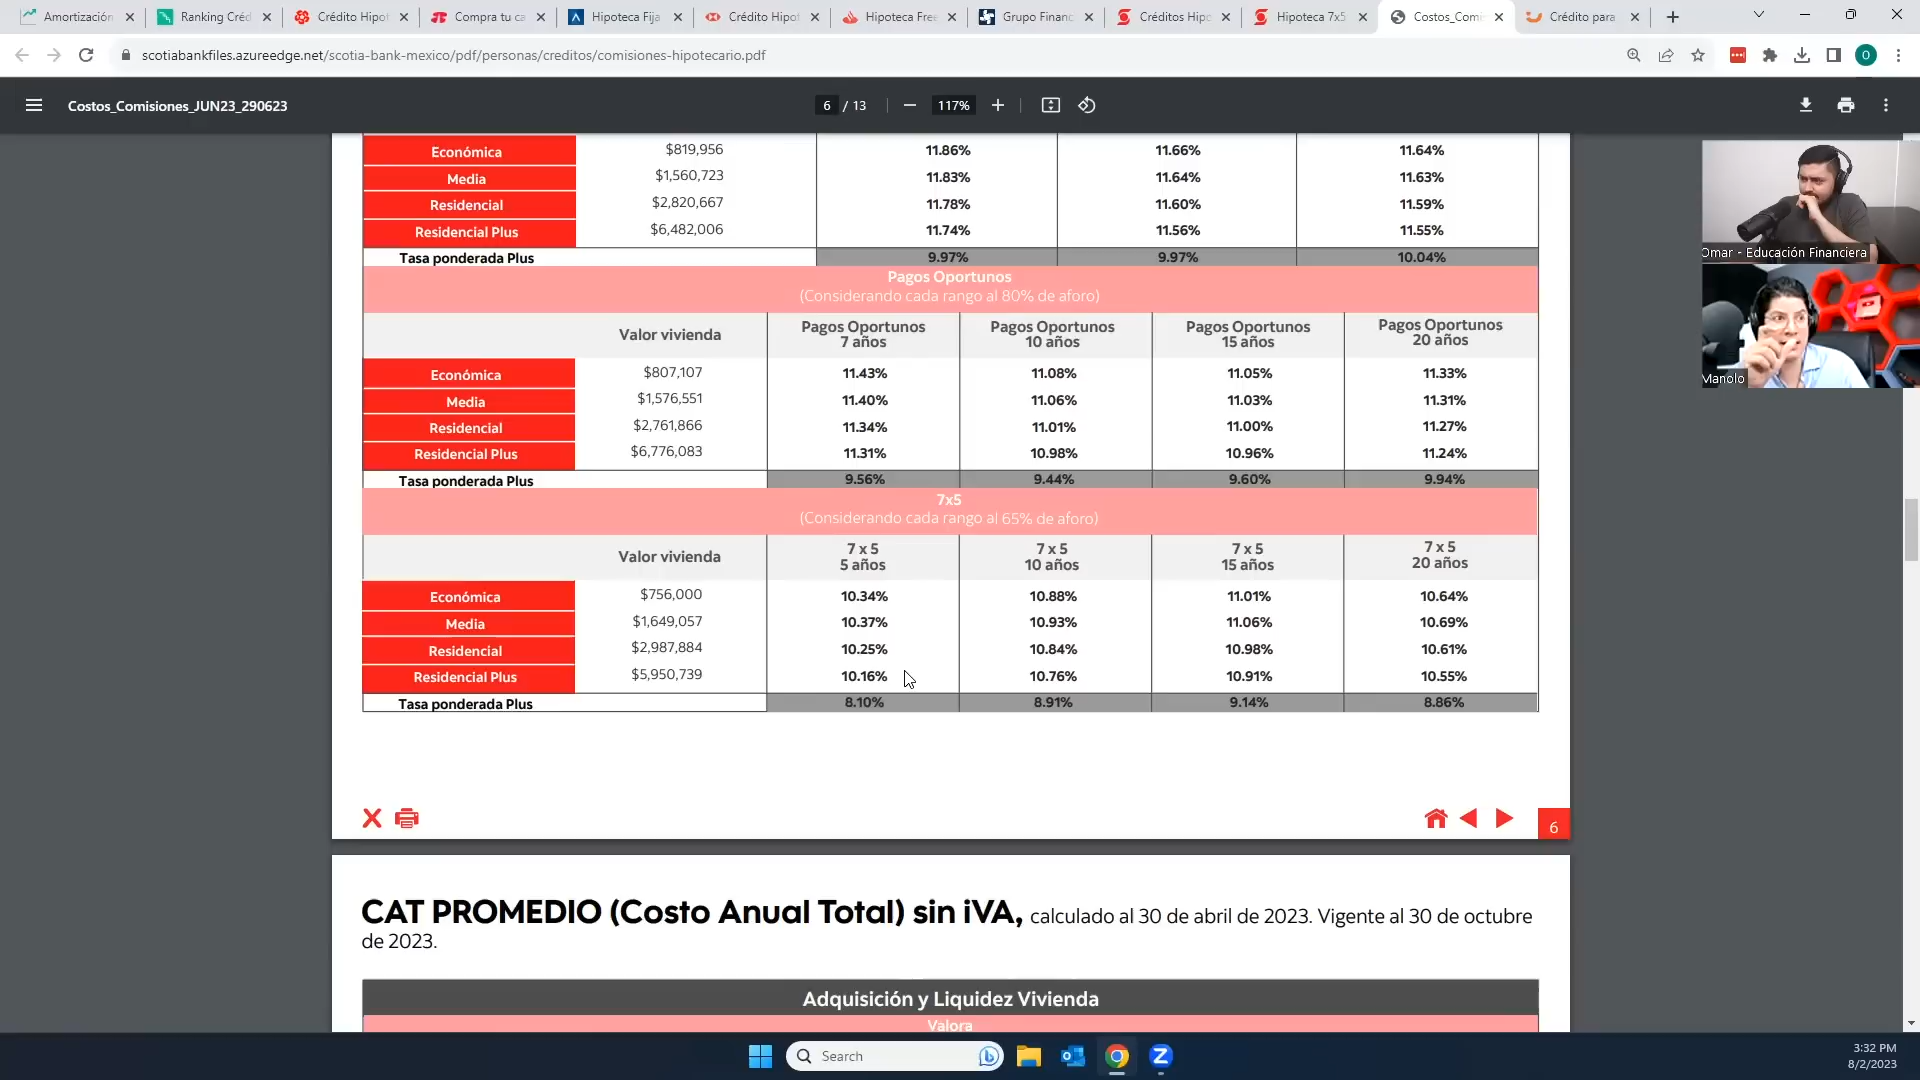 Amortización
Ranking Créd
Crédito Hipot
Compra tu ca
Hipoteca Fija
Crédito Hipot
Hipoteca Free
Grupo Financ
Créditos Hipo
Hipoteca 7x5
Costos_Comi
Crédito para
scotiabankfiles.azureedge.net/scotia-bank-mexico/pdf/personas/creditos/comisiones-hipotecario.pdf
O
Costos_Comisiones_JUN23_290623
6 / 13
117%
Económica $819,956 11.86% 11.66% 11.64%
Media $1,560,723 11.83% 11.64% 11.63%
Residencial $2,820,667 11.78% 11.60% 11.59%
Residencial Plus $6,482,006 11.74% 11.56% 11.55%
Tasa ponderada Plus 9.97% 9.97% 10.04%
Pagos Oportunos
(Considerando cada rango al 80% de aforo)
Valor vivienda Pagos Oportunos 7 años Pagos Oportunos 10 años Pagos Oportunos 15 años Pagos Oportunos 20 años
Económica $807,107 11.43% 11.08% 11.05% 11.33%
Media $1,576,551 11.40% 11.06% 11.03% 11.31%
Residencial $2,761,866 11.34% 11.01% 11.00% 11.27%
Residencial Plus $6,776,083 11.31% 10.98% 10.96% 11.24%
Tasa ponderada Plus 9.56% 9.44% 9.60% 9.94%
7x5
(Considerando cada rango al 65% de aforo)
Valor vivienda 7 x 5 5 años 7 x 5 10 años 7 x 5 15 años 7 x 5 20 años
Económica $756,000 10.34% 10.88% 11.01% 10.64%
Media $1,649,057 10.37% 10.93% 11.06% 10.69%
Residencial $2,987,884 10.25% 10.84% 10.98% 10.61%
Residencial Plus $5,950,739 10.16% 10.76% 10.91% 10.55%
Tasa ponderada Plus 8.10% 8.91% 9.14% 8.86%
6
CAT PROMEDIO (Costo Anual Total) sin iVA, calculado al 30 de abril de 2023. Vigente al 30 de octubre
de 2023.
Adquisición y Liquidez Vivienda
Valora
Omar - Educación Financiera
Manolo
Search
3:32 PM
8/2/2023